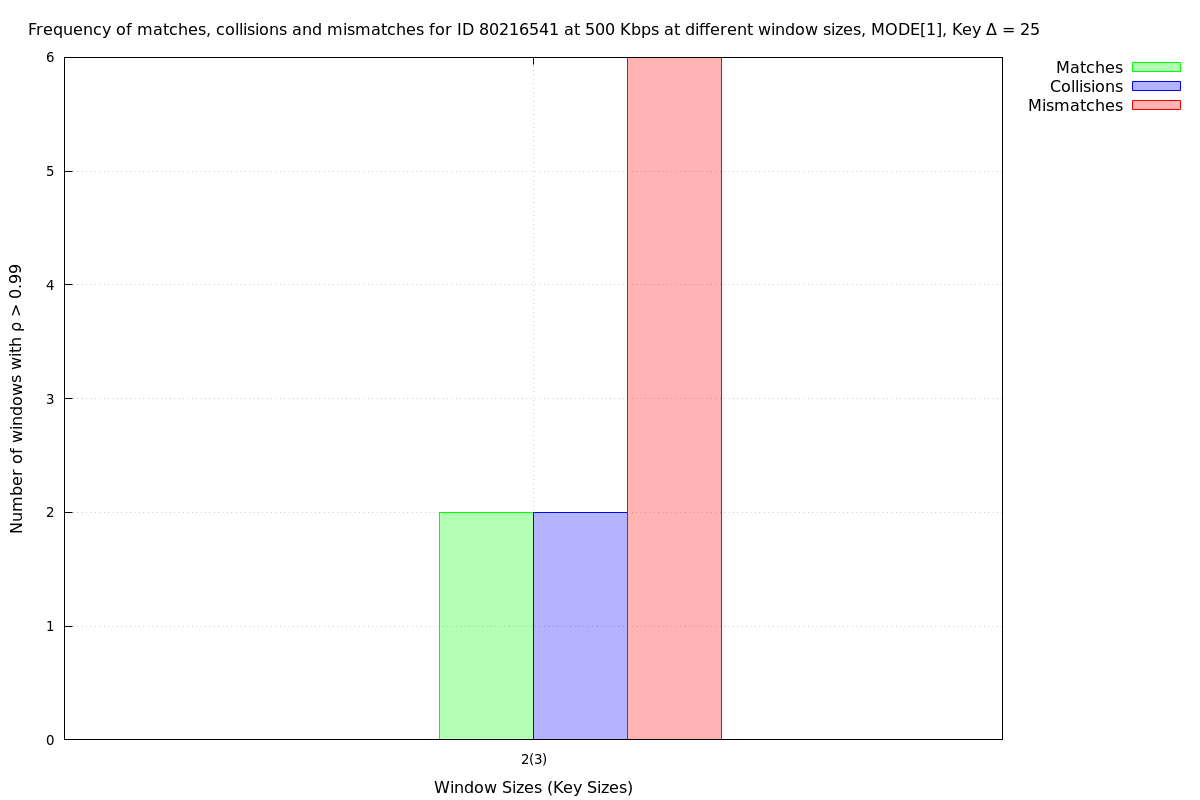 Frequency of matches, collisions and mismatches for ID 80216541 at 500 Kbps at different window sizes, MODE[1], Key Δ = 25
Matches
Collisions
Mismatches
Number of windows with ρ > 0.99
6
5
4
3
2
1
0
2(3)
Window Sizes (Key Sizes)